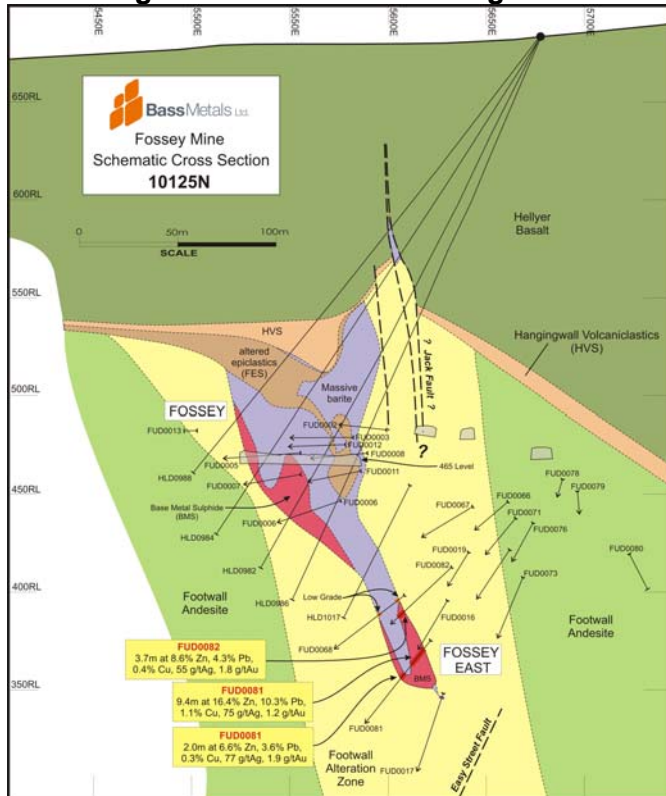 5450E
5500E
5550E
5600E
5650E
5700E
650RL
600RL
550RL
500RL
450RL
400RL
350RL
BassMetals Ltd.
Fossey Mine
Schematic Cross Section
10125N
0
50m
100m
SCALE
Hellyer
Basalt
HVS
altered
epiclastics
(FES)
Massive
barite
? Jack Fault ?
?
Hangingwall Volcaniclastics
(HVS)
FOSSEY
FUD0002
FUD0013
FUD0003
FUD0012
FUD0008
FUD0005
465 Level
HLD0988
FUD0011
FUD0007
Base Metal Sulphide
(BMS)
FUD0006
FUD0006
HLD0984
HLD0982
HLD0986
FUD0078
FUD0079
FUD0066
FUD0067
FUD0071
FUD0076
FUD0019
FUD0082
FUD0080
FUD0073
Footwall
Andesite
Footwall
Andesite
Low Grade
HLD1017
FUD0016
FUD0068
FOSSEY
EAST
FUD0082
3.7m at 8.6% Zn, 4.3% Pb,
0.4% Cu, 55 g/tAg, 1.8 g/tAu
FUD0081
9.4m at 16.4% Zn, 10.3% Pb,
1.1% Cu, 75 g/tAg, 1.2 g/tAu
FUD0081
2.0m at 6.6% Zn, 3.6% Pb,
0.3% Cu, 77 g/tAg, 1.9 g/tAu
BMS
FUD0081
Footwall
Alteration
Zone
FUD0017
Easy Street Fault